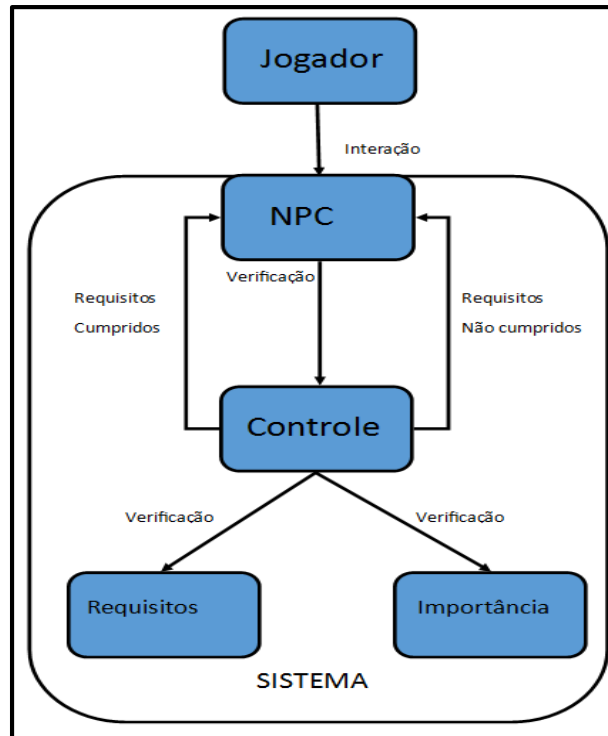 Jogador
Interação
NPC
Verificação
Requisitos
Cumpridos
Requisitos
Não cumpridos
Controle
Verificação
Verificação
Requisitos
Importância
SISTEMA